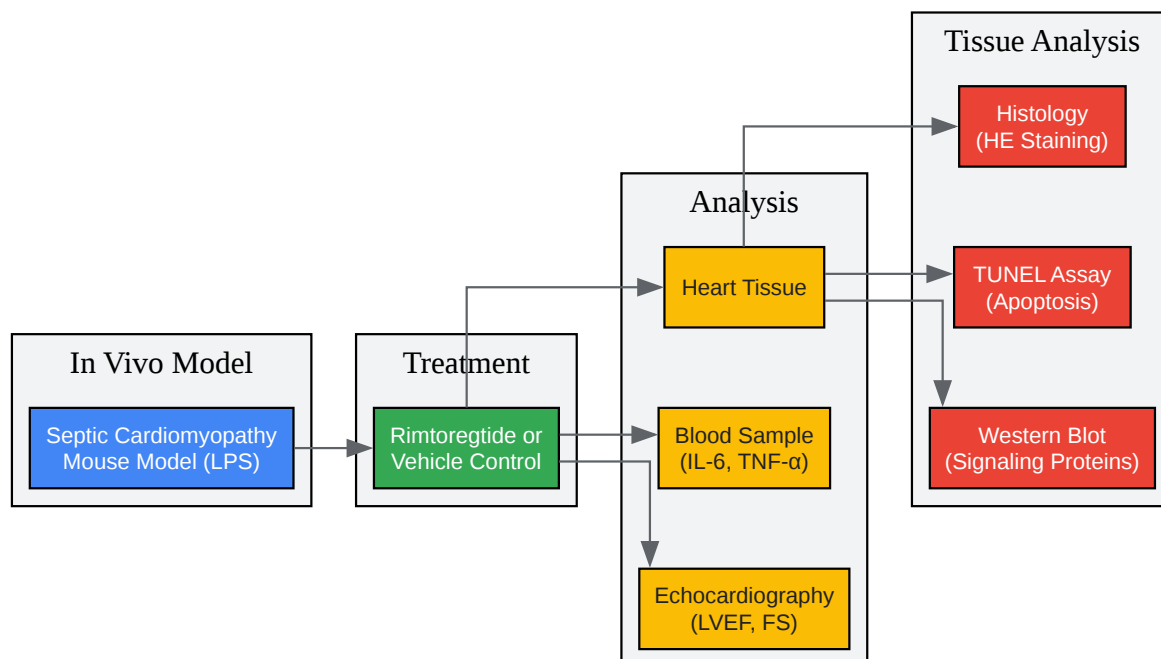 In Vivo Model
Septic Cardiomyopathy
Mouse Model (LPS)
Treatment
Rimtoregtide or
Vehicle Control
Analysis
Heart Tissue
Blood Sample
(IL-6, TNF-α)
Echocardiography
(LVEF, FS)
Tissue Analysis
Histology
(HE Staining)
TUNEL Assay
(Apoptosis)
Western Blot
(Signaling Proteins)